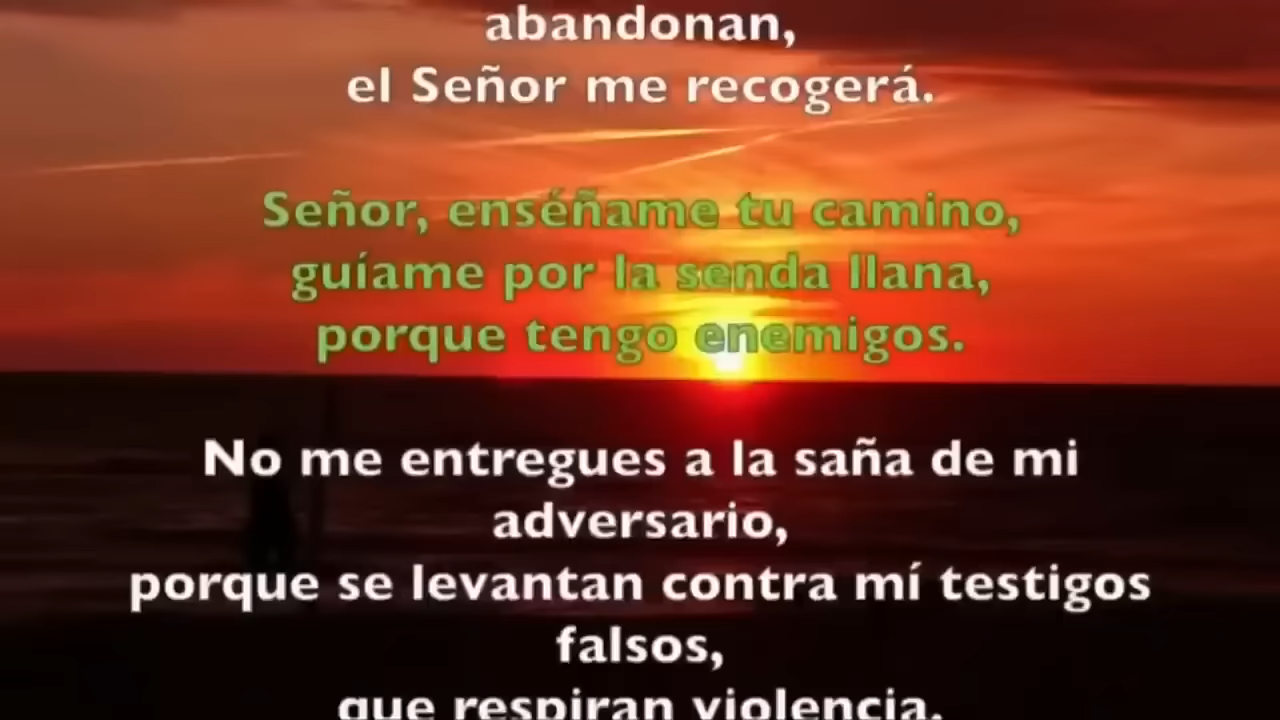 abandonan,
el Señor me recogerá.
Señor, enséñame tu camino,
guíame por la senda llana,
porque tengo enemigos.
No me entregues a la saña de mi
adversario,
porque se levantan contra mí testigos
falsos,
que respiran violencia.